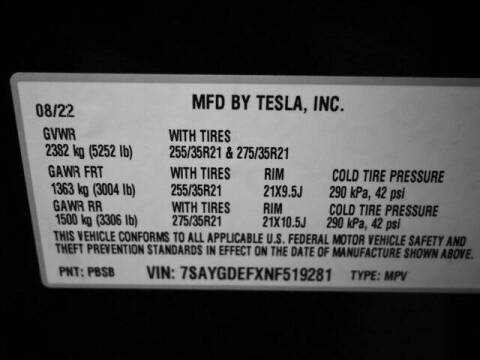 08/22 MFD BY TESLA, INC.
GVWR WITH TIRES
2382 kg (5252 lb) 255/35R21 & 275/35R21
GAWR FRT WITH TIRES RIM COLD TIRE PRESSURE
1363 kg (3004 lb) 255/35R21 21X9.5J 290 kPa, 42 psi
GAWR RR WITH TIRES RIM COLD TIRE PRESSURE
1500 kg (3306 lb) 275/35R21 21X10.5J 290 kPa, 42 psi
THIS VEHICLE CONFORMS TO ALL APPLICABLE U.S. FEDERAL MOTOR VEHICLE SAFETY AND
THEFT PREVENTION STANDARDS IN EFFECT ON THE DATE OF MANUFACTURE SHOWN ABOVE.
PNT: PBSB VIN: 7SAYGDEFXNF519281 TYPE: MPV